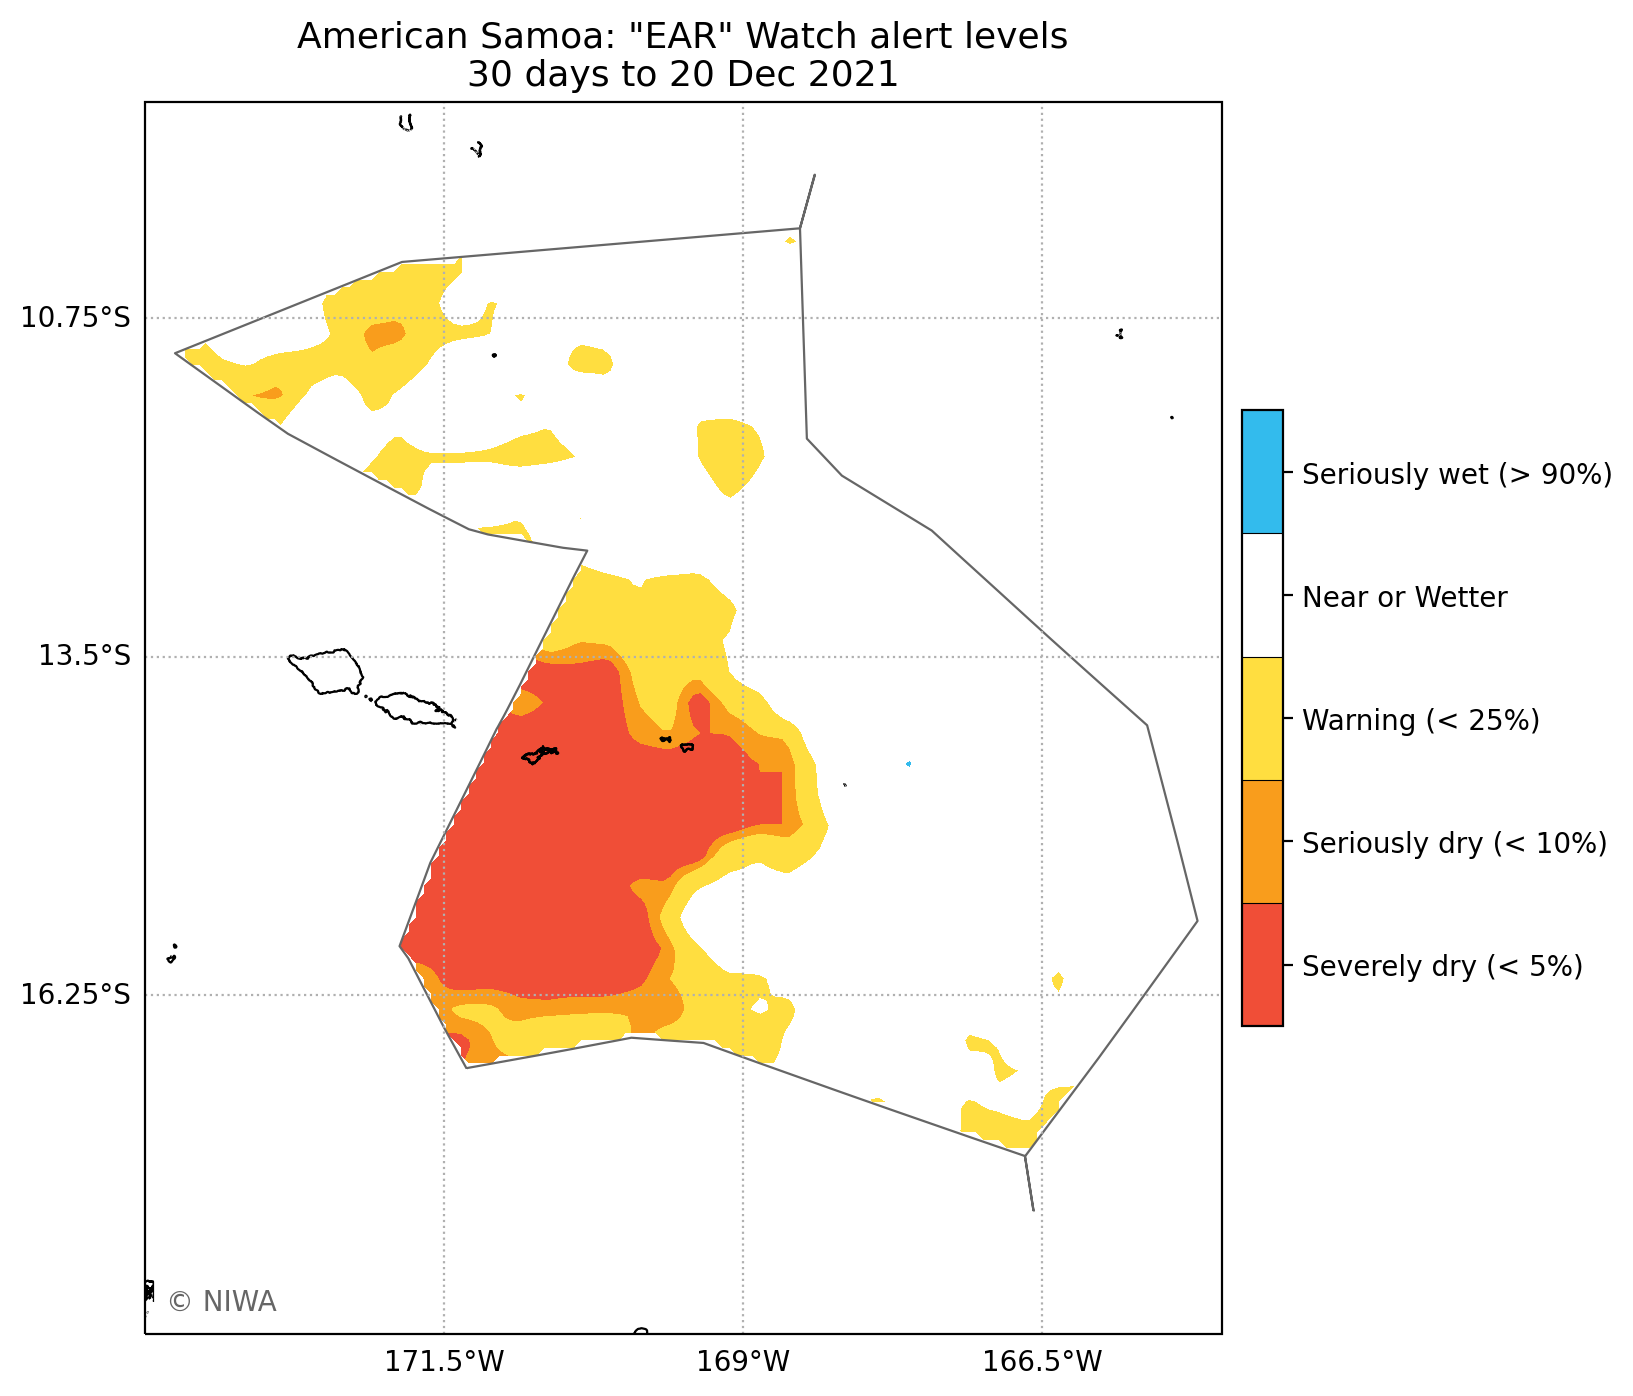 American Samoa: "EAR" Watch alert levels
30 days to 20 Dec 2021
10.75°S
13.5°S
16.25°S
171.5°W
169°W
166.5°W
© NIWA
Seriously wet (> 90%)
Near or Wetter
Warning (< 25%)
Seriously dry (< 10%)
Severely dry (< 5%)